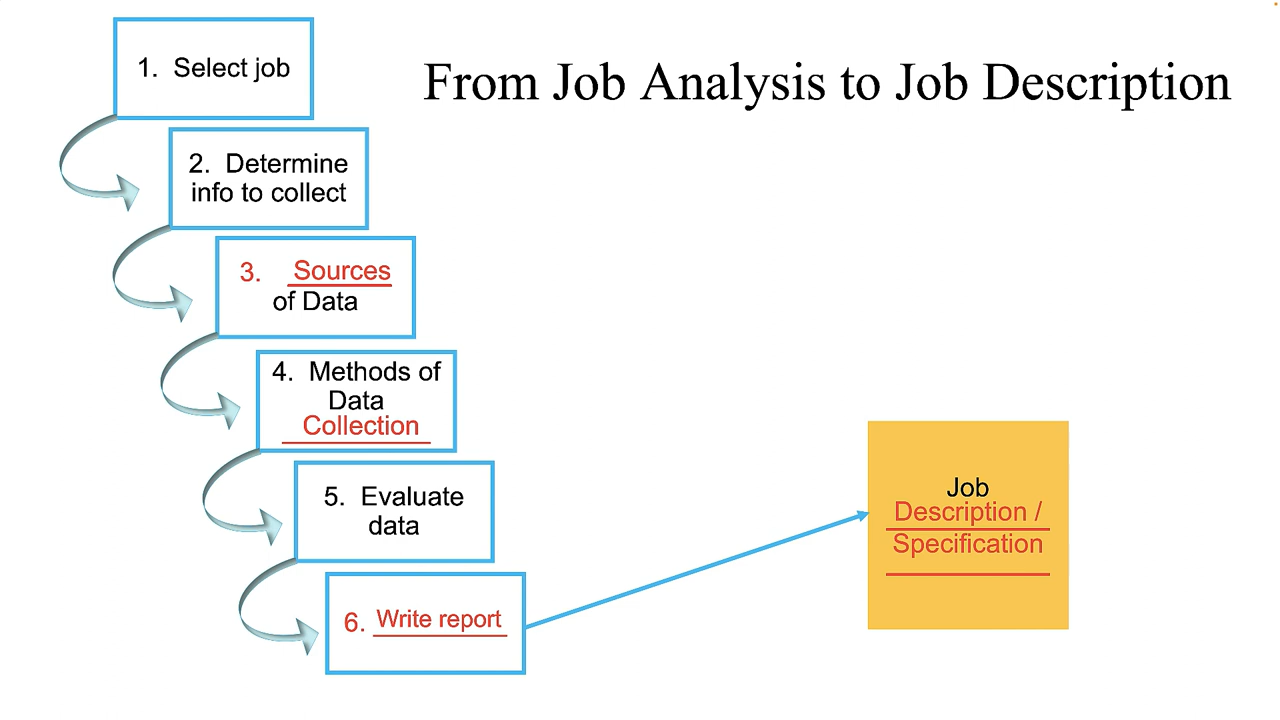 From Job Analysis to Job Description
1. Select job
2. Determine
info to collect
3. Sources
of Data
4. Methods of
Data
Collection
5. Evaluate
data
6. Write report
Job
Description /
Specification